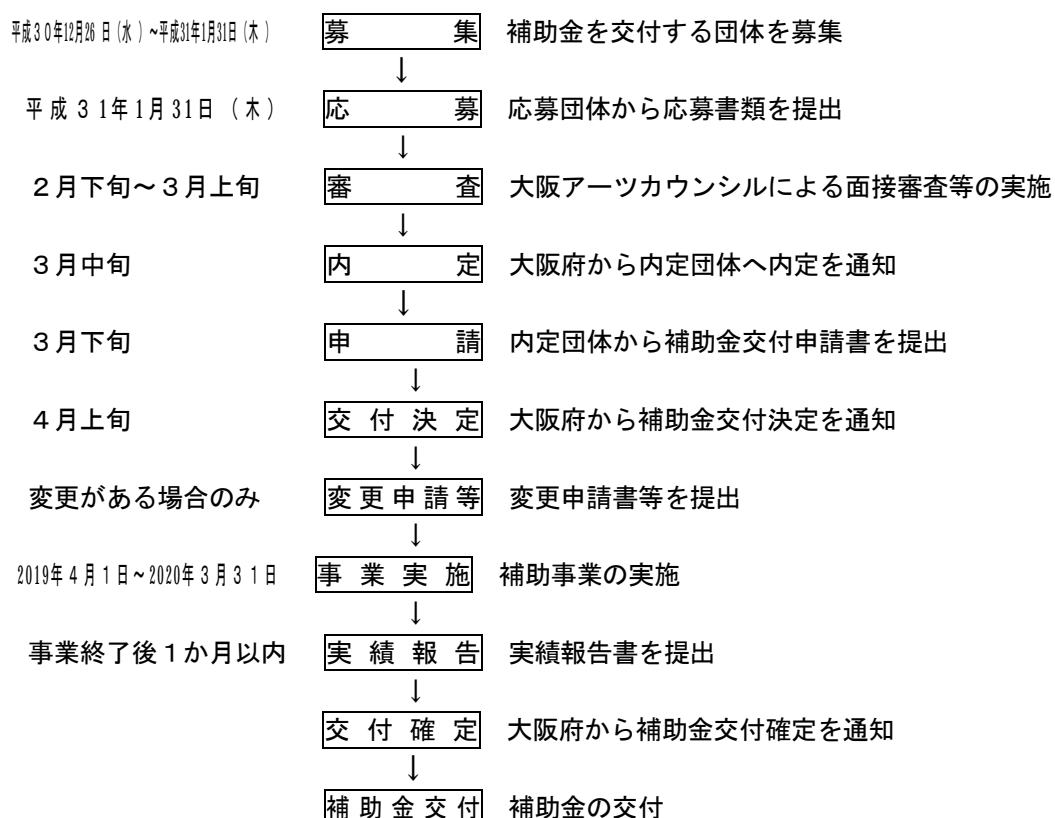 平成３０年12月26日（水）~平成31年1月31日（木） 募集 補助金を交付する団体を募集
↓
平成３１年１月31日（木） 応募 応募団体から応募書類を提出
↓
２月下旬～３月上旬 審査 大阪アーツカウンシルによる面接審査等の実施
↓
３月中旬 内定 大阪府から内定団体へ内定を通知
↓
３月下旬 申請 内定団体から補助金交付申請書を提出
↓
４月上旬 交付決定 大阪府から補助金交付決定を通知
↓
変更がある場合のみ 変更申請等 変更申請書等を提出
↓
2019年４月１日~2020年３月３１日 事業実施 補助事業の実施
↓
事業終了後１か月以内 実績報告 実績報告書を提出
↓
交付確定 大阪府から補助金交付確定を通知
↓
補助金交付 補助金の交付